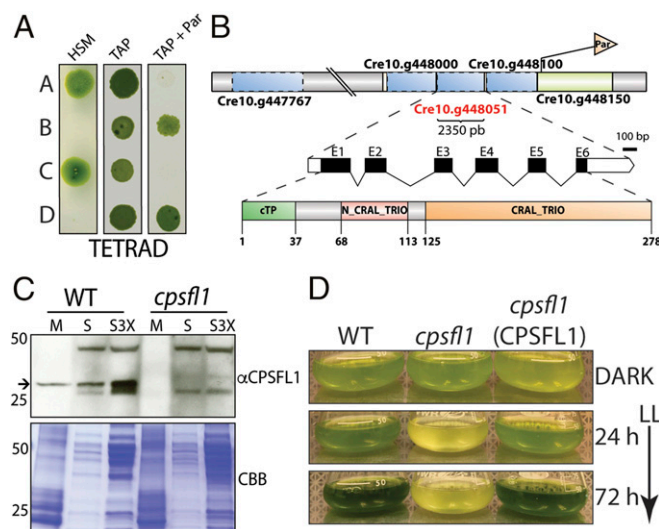 A
HSM TAP TAP + Par
A
B
C
D
TETRAD
B
Par
Cre10.g448000 Cre10.g448100
Cre10.g447767 Cre10.g448150
Cre10.g448051
2350 pb
100 bp
E1 E2 E3 E4 E5 E6
cTP N_CRAL_TRIO CRAL_TRIO
1 37 68 113 125 278
C
WT cpsfl1
M S S3X M S S3X
50
25
αCPSFL1
50
25
CBB
D
WT cpsfl1 cpsfl1
(CPSFL1)
DARK
LL
24 h
72 h